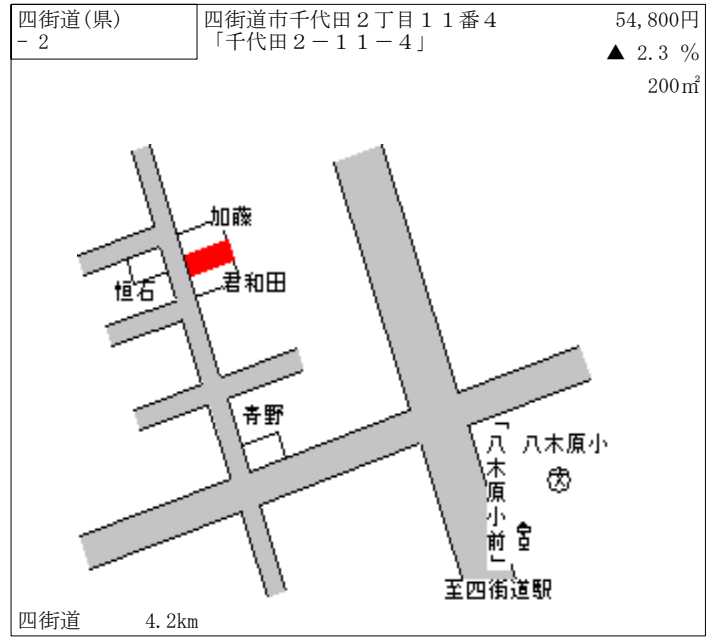 四街道(県)
- 2
四街道市千代田２丁目１１番４
「千代田２－１１－４」
54,800円
▲ 2.3 %
200㎡
加藤
恒石
君和田
青野
「八木原小前」
八木原小
至四街道駅
四街道 4.2km